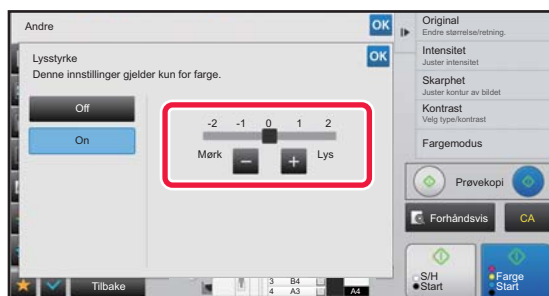 Andre
OK
Lysstyrke
OK
Denne innstillinger gjelder kun for farge.
Off
On
-2 -1 0 1 2
Mørk
Lys
Tilbake
3 B4
4 A3
A4
Original
Endre størrelse/retning.
Intensitet
Juster intensitet
Skarphet
Juster kontur av bildet
Kontrast
Velg type/kontrast
Fargemodus
Prøvekopi
Forhåndsvis
CA
S/H
Start
Farge
Start